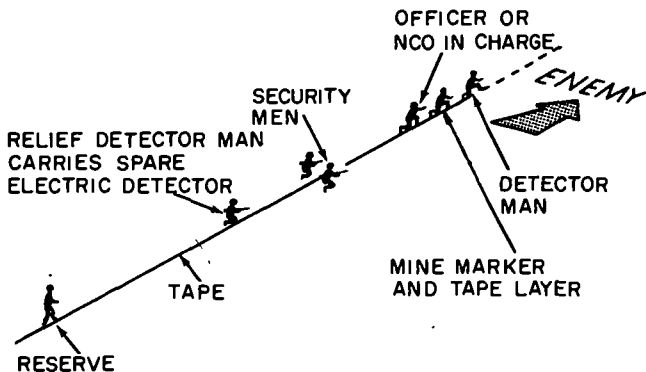 OFFICER OR
NCO IN CHARGE
ENEMY
SECURITY
MEN
RELIEF DETECTOR MAN
CARRIES SPARE
ELECTRIC DETECTOR
DETECTOR
MAN
MINE MARKER
AND TAPE LAYER
TAPE
RESERVE